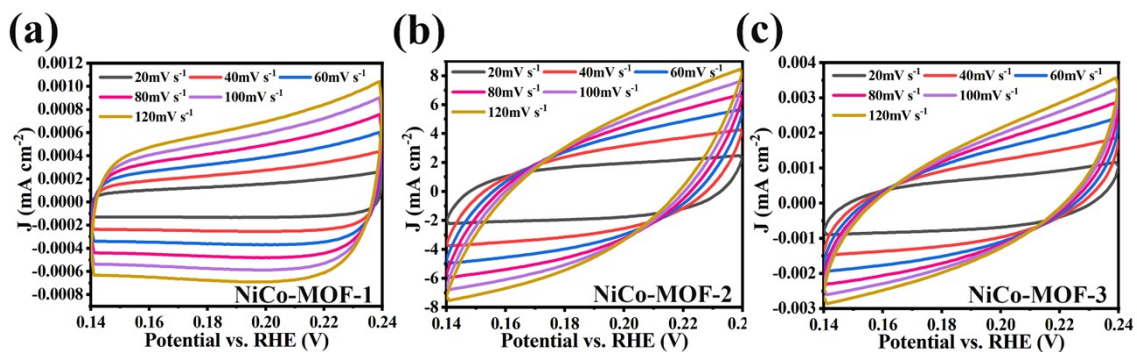 (a)
J (mA cm⁻²)
0.0012
0.0010
0.0008
0.0006
0.0004
0.0002
-0.0000
-0.0002
-0.0004
-0.0006
-0.0008
20mV s⁻¹ 40mV s⁻¹ 60mV s⁻¹
80mV s⁻¹ 100mV s⁻¹
120mV s⁻¹
NiCo-MOF-1
0.14 0.16 0.18 0.20 0.22 0.24
Potential vs. RHE (V)
(b)
J (mA cm⁻²)
8
6
4
2
0
-2
-4
-6
-8
20mV s⁻¹ 40mV s⁻¹ 60mV s⁻¹
80mV s⁻¹ 100mV s⁻¹
120mV s⁻¹
NiCo-MOF-2
0.14 0.16 0.18 0.20 0.22 0.2
Potential vs. RHE (V)
(c)
J (mA cm⁻²)
0.004
0.003
0.002
0.001
0.000
-0.001
-0.002
-0.003
20mV s⁻¹ 40mV s⁻¹ 60mV s⁻¹
80mV s⁻¹ 100mV s⁻¹
120mV s⁻¹
NiCo-MOF-3
0.14 0.16 0.18 0.20 0.22 0.24
Potential vs. RHE (V)